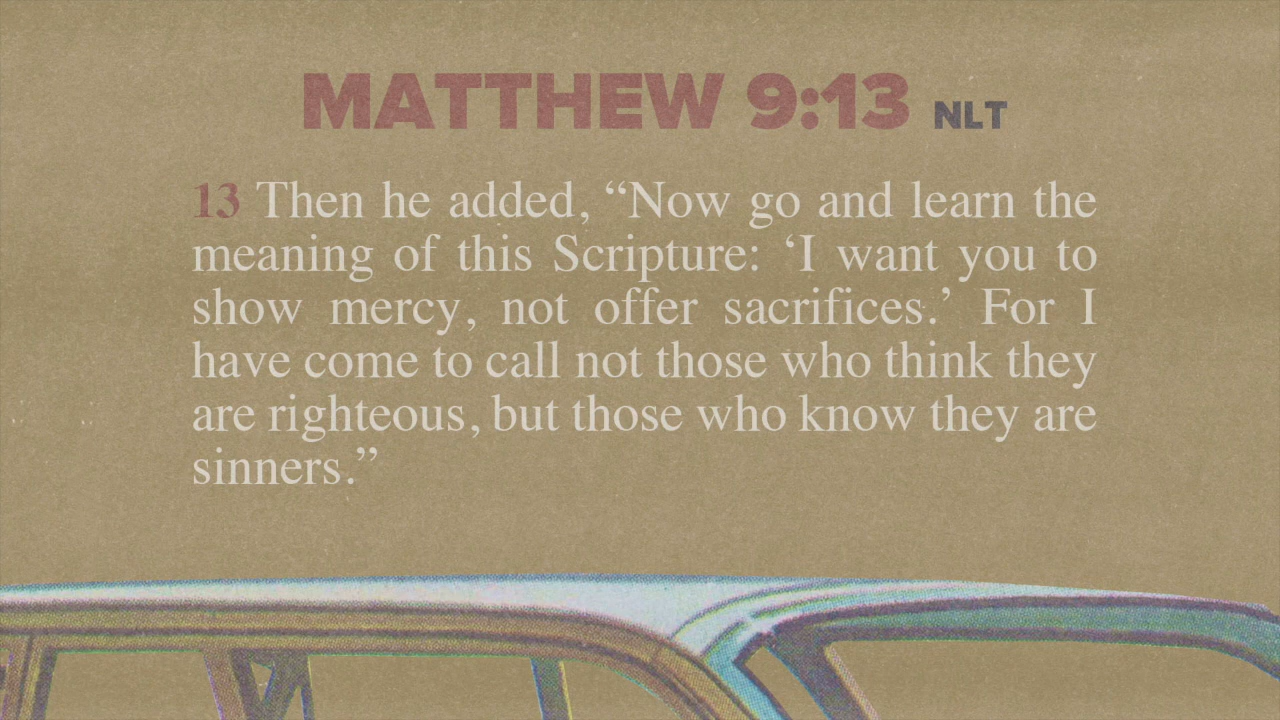 MATTHEW 9:13 NLT
13 Then he added, “Now go and learn the
meaning of this Scripture: ‘I want you to
show mercy, not offer sacrifices.’ For I
have come to call not those who think they
are righteous, but those who know they are
sinners.”